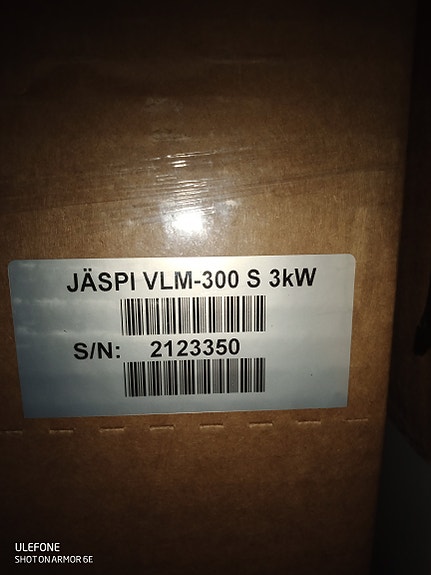 JÄSPI VLM-300 S 3kW
S/N: 2123350
ULEFONE
SHOT ON ARMOR 6E